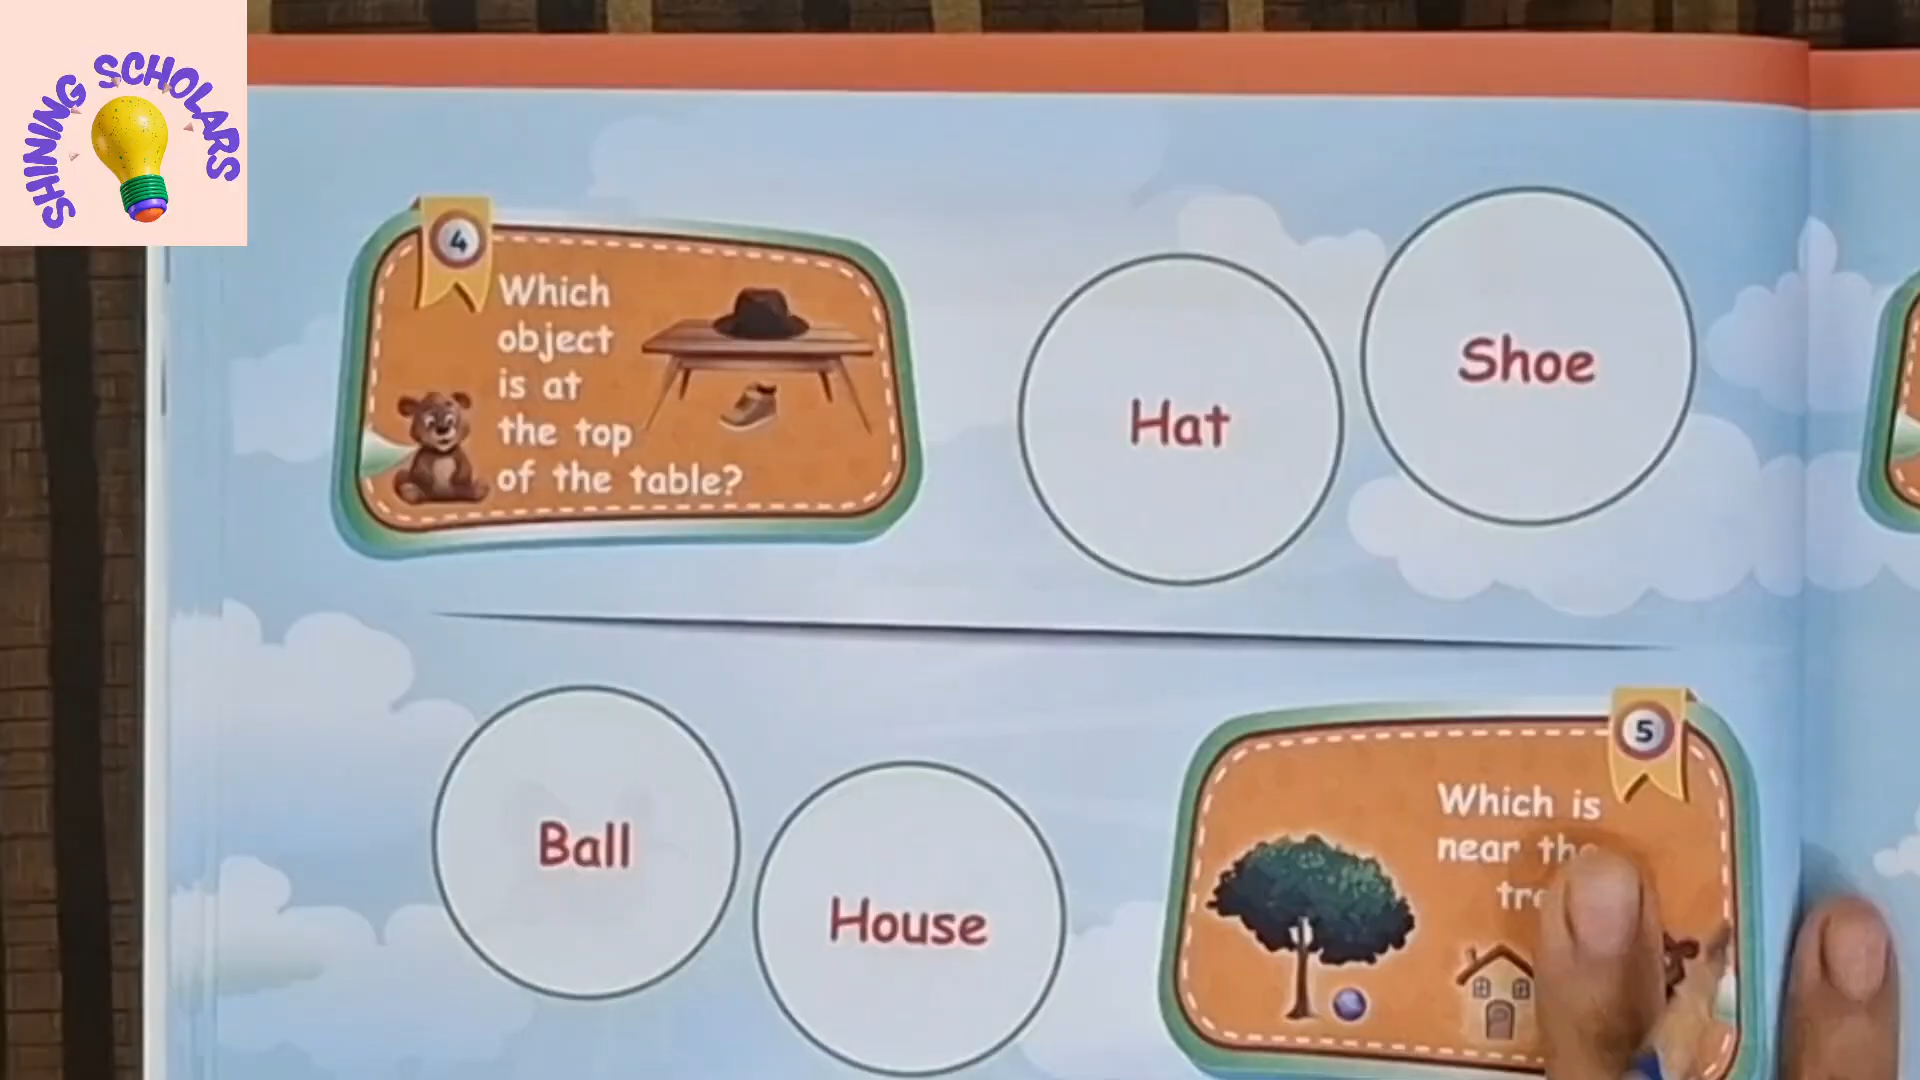 SHINING SCHOLARS
4
Which
object
is at
the top
of the table?
Hat
Shoe
Ball
House
5
Which is
near the